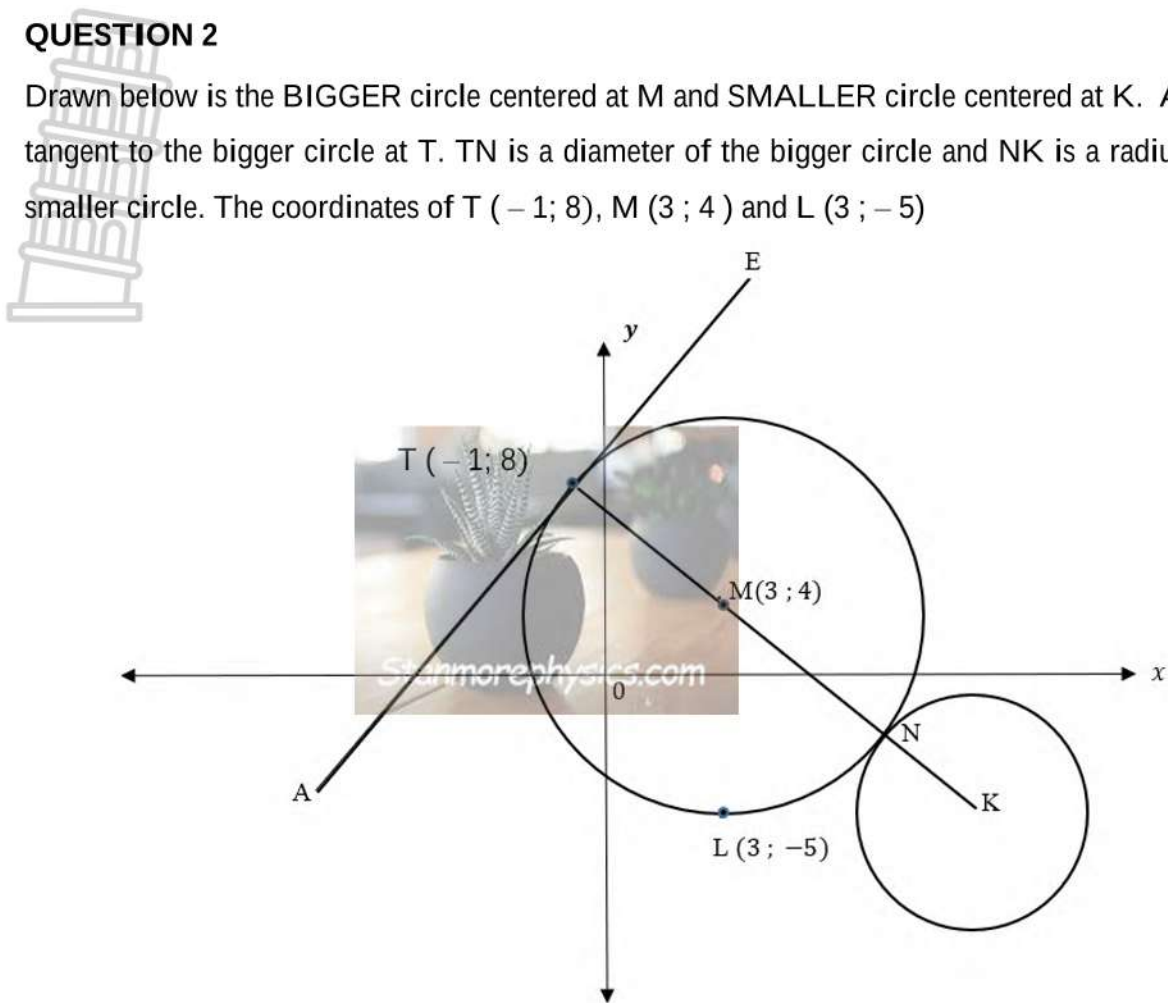 QUESTION 2
Drawn below is the BIGGER circle centered at M and SMALLER circle centered at K.
tangent to the bigger circle at T. TN is a diameter of the bigger circle and NK is a
smaller circle. The coordinates of T ( – 1; 8), M (3 ; 4 ) and L (3 ; – 5)
E
y
T ( – 1; 8)
M(3 ; 4)
Stanmorephysics.com
x
0
N
A
K
L (3 ; −5)